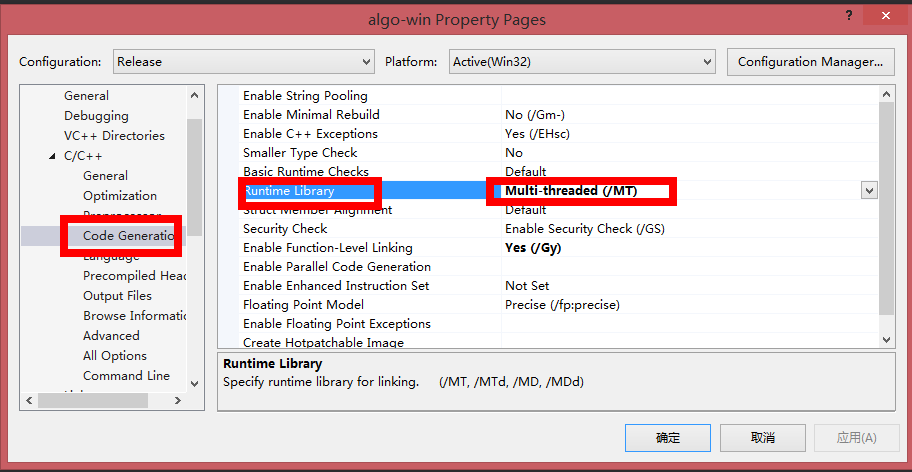 algo-win Property Pages
?
Configuration: Release Platform: Active(Win32) Configuration Manager...
General
Debugging
VC++ Directories
C/C++
General
Optimization
Preprocessor
Code Generatio
Language
Precompiled Head
Output Files
Browse Informatio
Advanced
All Options
Command Line
Enable String Pooling
Enable Minimal Rebuild No (/Gm-)
Enable C++ Exceptions Yes (/EHsc)
Smaller Type Check No
Basic Runtime Checks Default
Runtime Library Multi-threaded (/MT)
Struct Member Alignment Default
Security Check Enable Security Check (/GS)
Enable Function-Level Linking Yes (/Gy)
Enable Parallel Code Generation
Enable Enhanced Instruction Set Not Set
Floating Point Model Precise (/fp:precise)
Enable Floating Point Exceptions
Create Hotpatchable Image
Runtime Library
Specify runtime library for linking. (/MT, /MTd, /MD, /MDd)
确定 取消 应用(A)